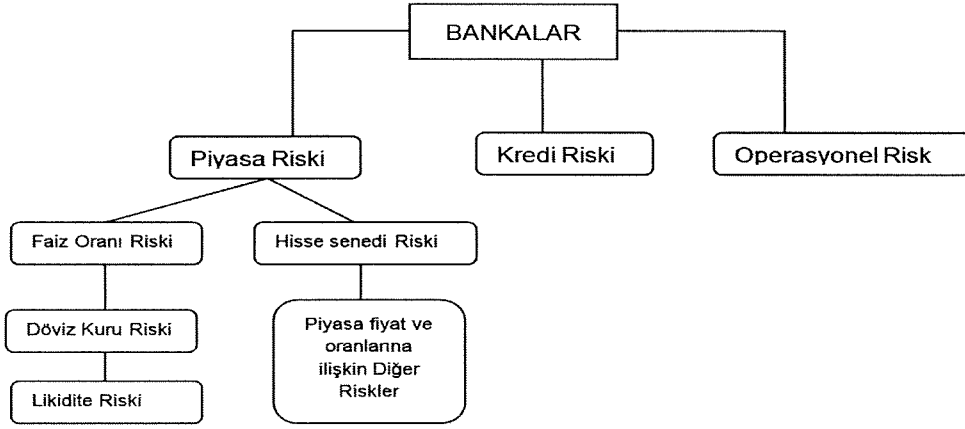 BANKALAR
Piyasa Riski
Kredi Riski
Operasyonel Risk
Faiz Oranı Riski
Hisse senedi Riski
Döviz Kuru Riski
Piyasa fiyat ve
oranlarına
ilişkin Diğer
Riskler
Likidite Riski